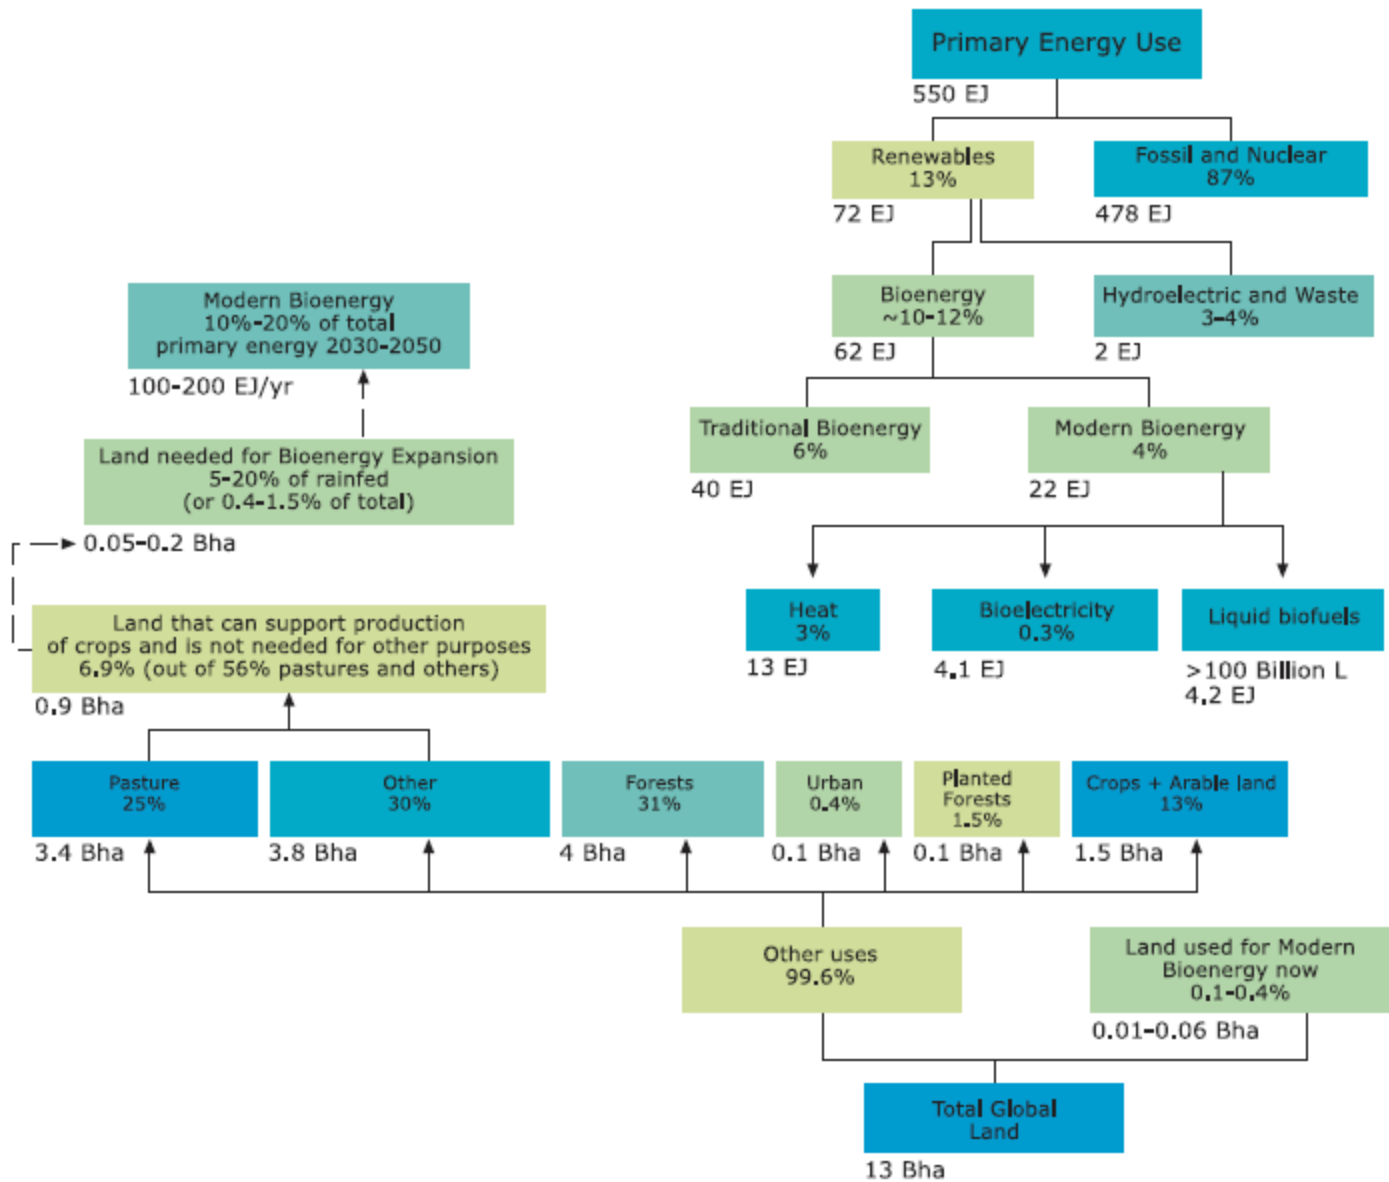 Primary Energy Use
550 EJ
Renewables
13%
72 EJ
Fossil and Nuclear
87%
478 EJ
Bioenergy
~10-12%
62 EJ
Hydroelectric and Waste
3-4%
2 EJ
Modern Bioenergy
10%-20% of total
primary energy 2030-2050
100-200 EJ/yr
Traditional Bioenergy
6%
40 EJ
Modern Bioenergy
4%
22 EJ
Land needed for Bioenergy Expansion
5-20% of rainfed
(or 0.4-1.5% of total)
0.05-0.2 Bha
Heat
3%
13 EJ
Bioelectricity
0.3%
4.1 EJ
Liquid biofuels
>100 Billion L
4.2 EJ
Land that can support production
of crops and is not needed for other purposes
6.9% (out of 56% pastures and others)
0.9 Bha
Pasture
25%
3.4 Bha
Other
30%
3.8 Bha
Forests
31%
4 Bha
Urban
0.4%
0.1 Bha
Planted
Forests
1.5%
0.1 Bha
Crops + Arable land
13%
1.5 Bha
Other uses
99.6%
Land used for Modern
Bioenergy now
0.1-0.4%
0.01-0.06 Bha
Total Global
Land
13 Bha